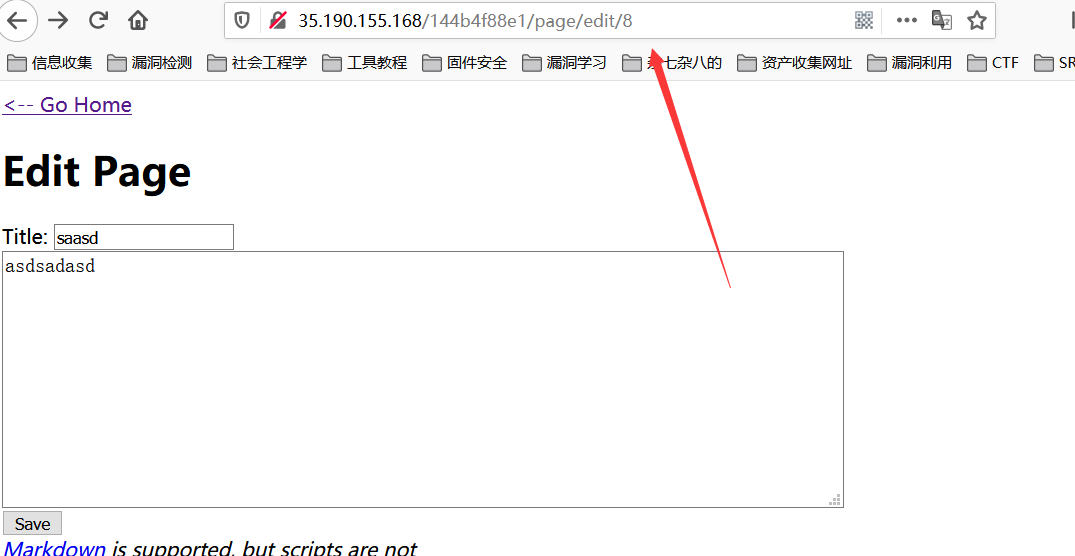 35.190.155.168/144b4f88e1/page/edit/8
信息收集 漏洞检测 社会工程学 工具教程 固件安全 漏洞学习 七杂八的 资产收集网址 漏洞利用 CTF SR
<-- Go Home
Edit Page
Title: saasd
asdsadasd
Save
Markdown is supported, but scripts are not